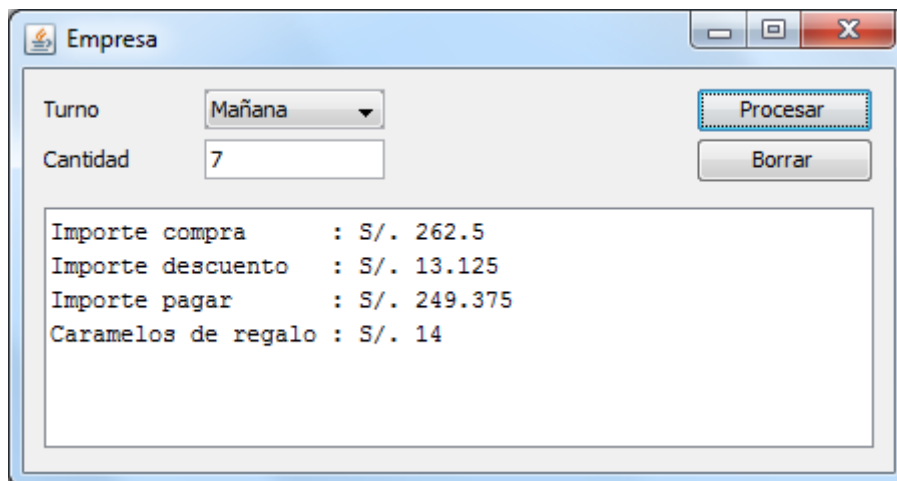 Empresa
Turno Mañana Procesar
Cantidad 7 Borrar
Importe compra : S/. 262.5
Importe descuento : S/. 13.125
Importe pagar : S/. 249.375
Caramelos de regalo : S/. 14